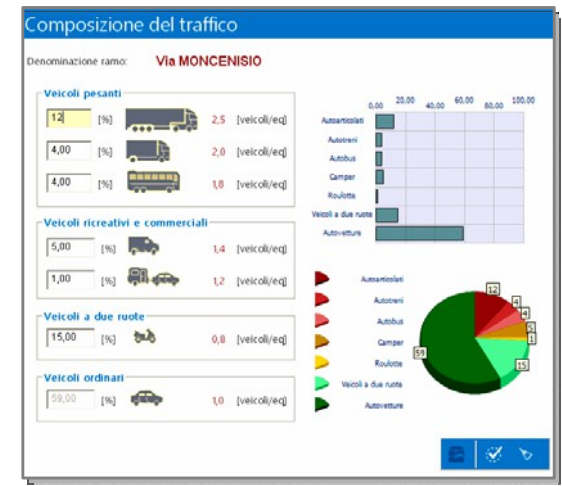 Composizione del traffico
Denominazione ramo: Via MONCENISIO
Veicoli pesanti
12 [%] 2,5 [veicoli/eq]
4,00 [%] 2,0 [veicoli/eq]
4,00 [%] 1,8 [veicoli/eq]
Veicoli ricreativi e commerciali
5,00 [%] 1,4 [veicoli/eq]
1,00 [%] 1,2 [veicoli/eq]
Veicoli a due ruote
15,00 [%] 0,8 [veicoli/eq]
Veicoli ordinari
59,00 [%] 1,0 [veicoli/eq]
0,00 20,00 40,00 60,00 80,00 100,00
Autoarticolati
Autotreni
Autobus
Camper
Roulotte
Veicoli a due ruote
Autovetture
Autoarticolati
Autotreni
Autobus
Camper
Roulotte
Veicoli a due ruote
Autovetture
12
4
4
5
1
15
59